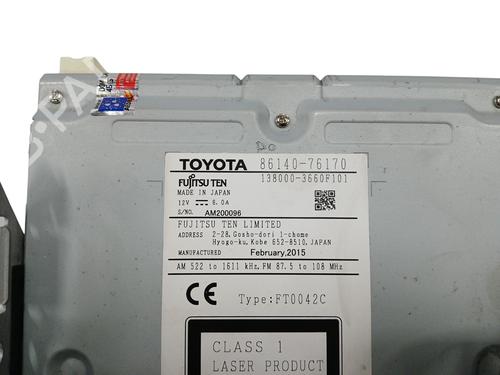 TOYOTA 86140-76170
FUJITSU TEN 138000-3660F101
MADE IN JAPAN
12V 6.0A
S/NO. AM200096
FUJITSU TEN LIMITED
ADDRESS 2-28, Gosho-dori 1-chome
Hyogo-ku, Kobe 652-8510, JAPAN
MANUFACTURED February,2015
AM 522 to 1611 kHz, FM 87.5 to 108 MHz
CE Type:FT0042C
CLASS 1
LASER PRODUCT